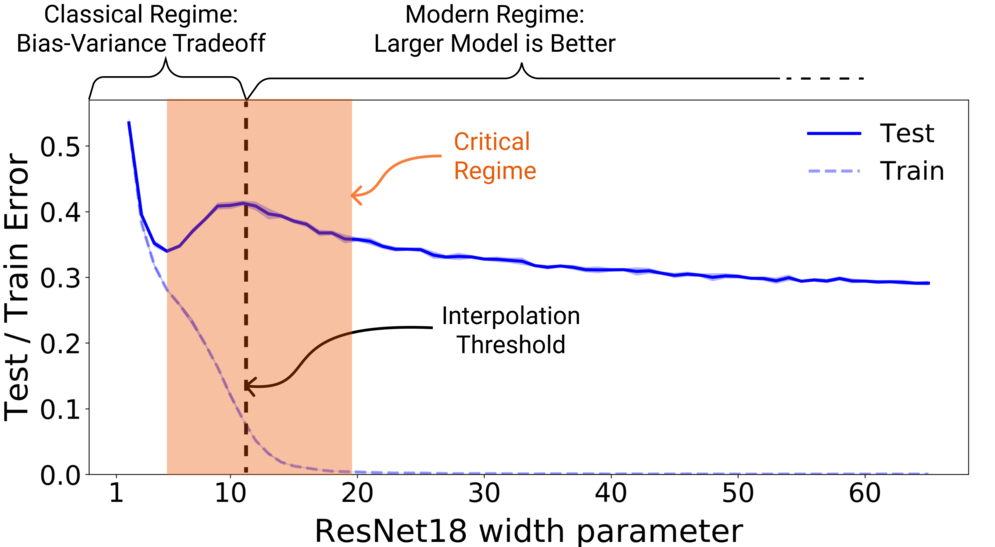 Classical Regime:
Bias-Variance Tradeoff
Modern Regime:
Larger Model is Better
Critical
Regime
Test
Train
Interpolation
Threshold
Test / Train Error
0.5
0.4
0.3
0.2
0.1
0.0
1 10 20 30 40 50 60
ResNet18 width parameter